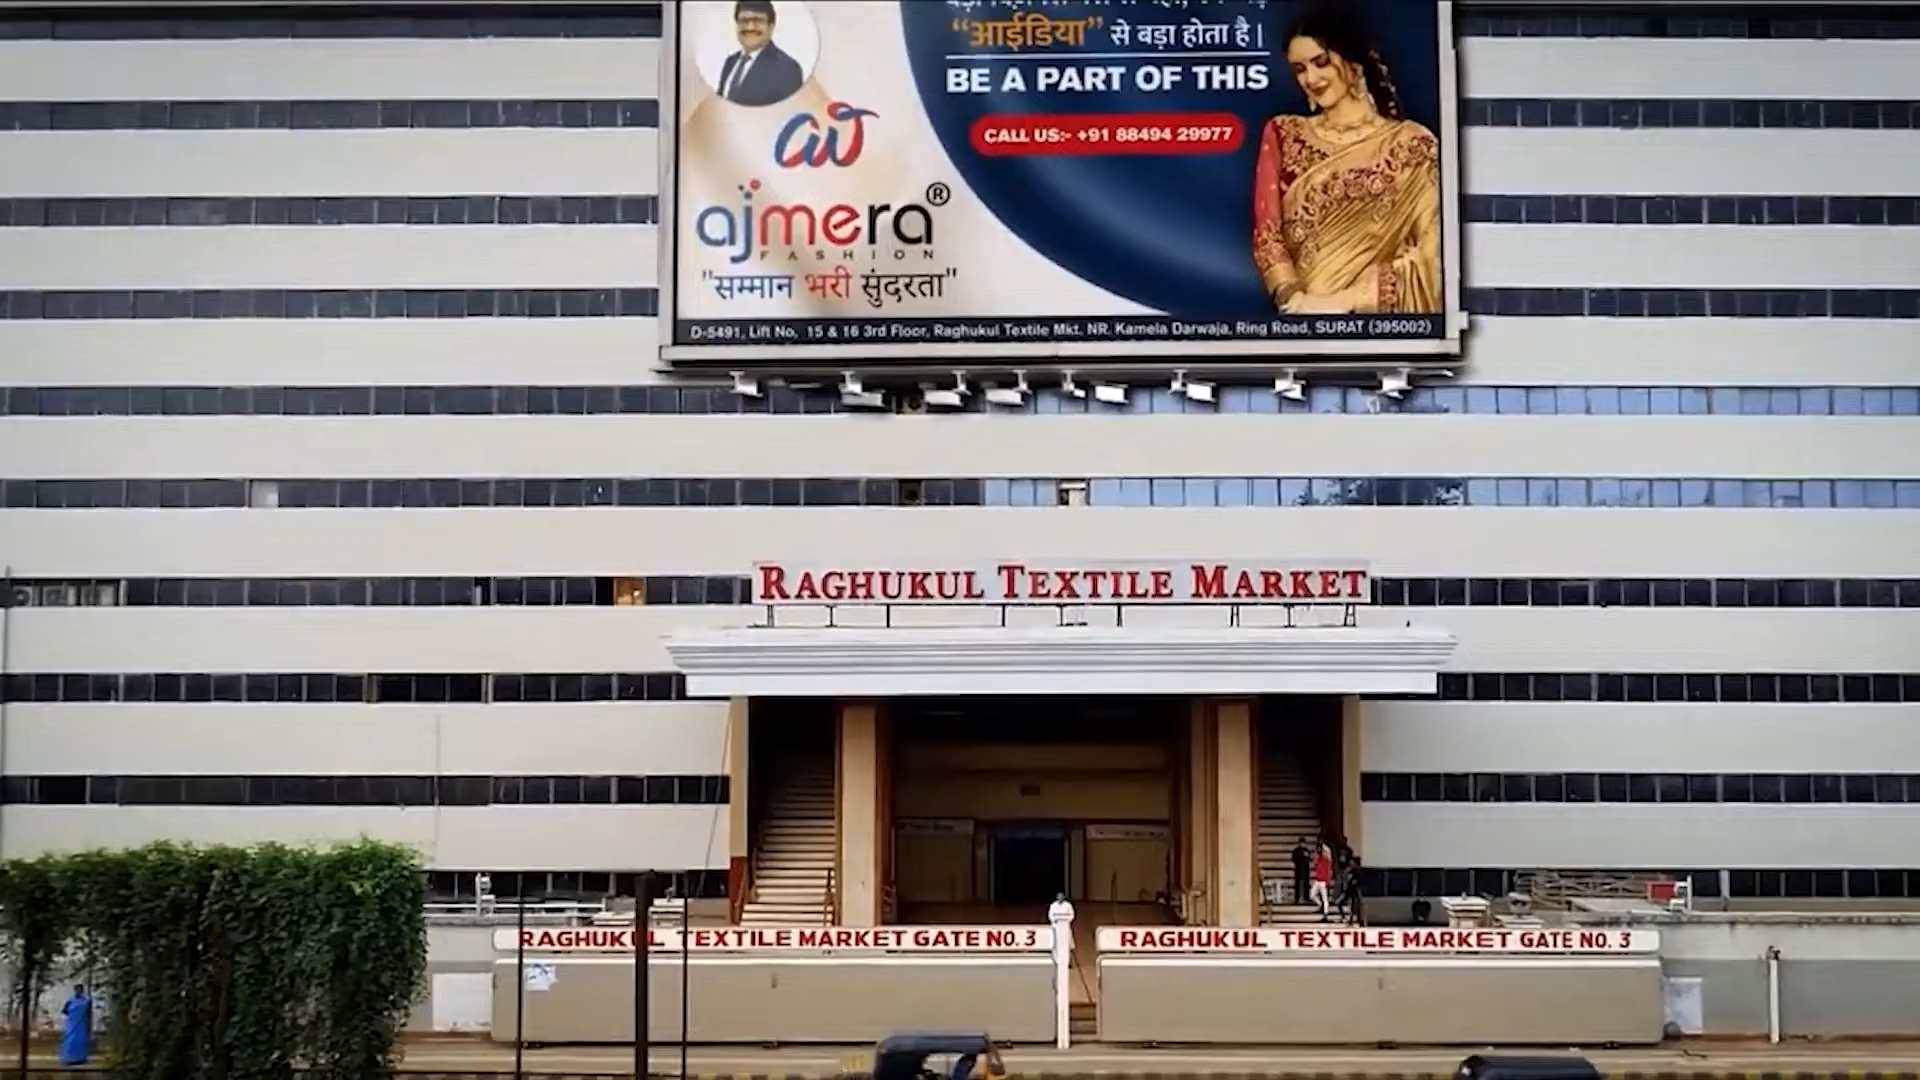 "आईडिया" से बड़ा होता है |
BE A PART OF THIS
CALL US:- +91 88494 29977
ajmera®
FASHION
"सम्मान भरी सुंदरता"
D-5491, Lift No. 15 & 16 3rd Floor, Raghukul Textile Mkt. NR. Kamela Darwaja, Ring Road, SURAT (395002)
RAGHUKUL TEXTILE MARKET
RAGHUKUL TEXTILE MARKET GATE NO. 3
RAGHUKUL TEXTILE MARKET GATE NO. 3